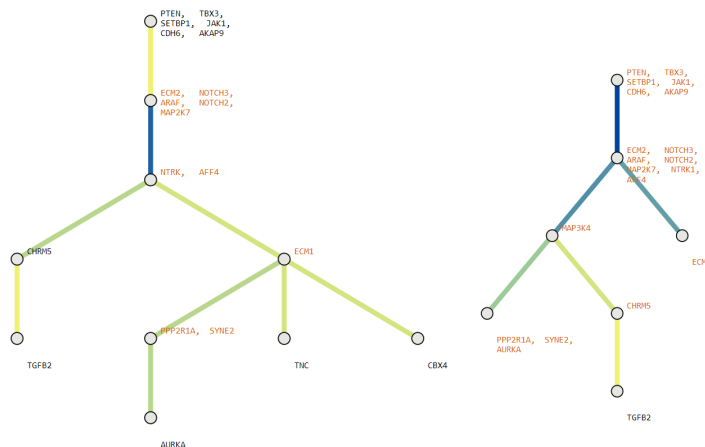 PTEN, TBX3,
SETBP1, JAK1,
CDH6, AKAP9
ECM2, NOTCH3,
ARAF, NOTCH2,
MAP2K7
NTRK, AFF4
CHRM5
ECM1
TGFB2
PPP2R1A, SYNE2
TNC
CBX4
AURKA
PTEN, TBX3,
SETBP1, JAK1,
CDH6, AKAP9
ECM2, NOTCH3,
ARAF, NOTCH2,
MAP2K7, NTRK1,
AFF4
MAP3K4
ECM
CHRM5
PPP2R1A, SYNE2,
AURKA
TGFB2